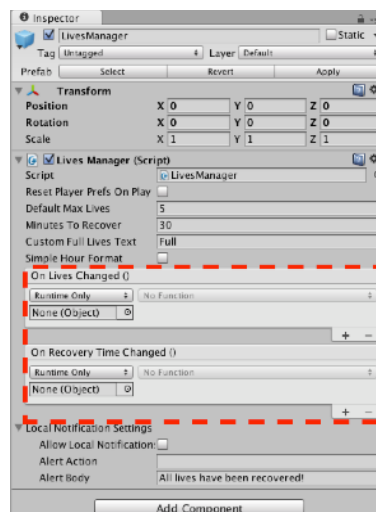 Inspector
LivesManager Static
Tag Untagged Layer Default
Prefab Select Revert Apply
Transform
Position X 0 Y 0 Z 0
Rotation X 0 Y 0 Z 0
Scale X 1 Y 1 Z 1
Lives Manager (Script)
Script LivesManager
Reset Player Prefs On Play
Default Max Lives 5
Minutes To Recover 30
Custom Full Lives Text Full
Simple Hour Format
On Lives Changed ()
Runtime Only No Function
None (Object)
+ −
On Recovery Time Changed ()
Runtime Only No Function
None (Object)
+ −
Local Notification Settings
Allow Local Notification:
Alert Action
Alert Body All lives have been recovered!
Add Component